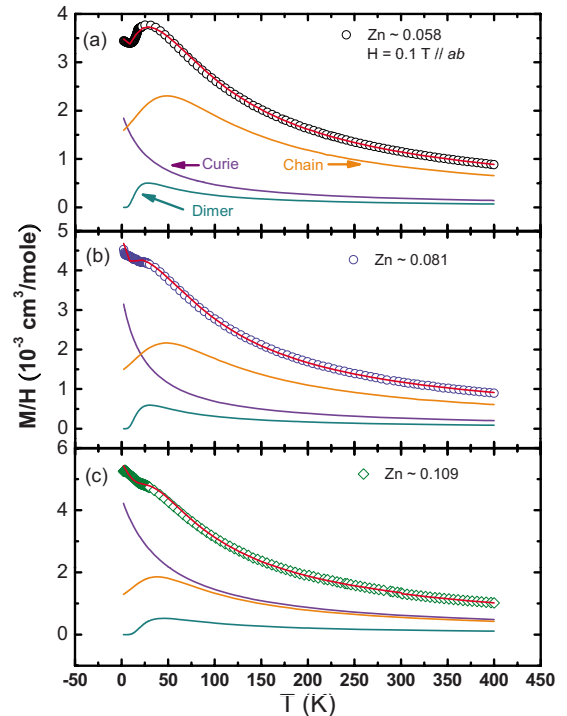 (a)
Zn ~ 0.058
H = 0.1 T // ab
Curie
Chain
Dimer
4
3
2
1
0
(b)
Zn ~ 0.081
5
4
3
2
1
0
(c)
Zn ~ 0.109
6
4
2
0
M/H (10⁻³ cm³/mole)
-50 0 50 100 150 200 250 300 350 400 450
T (K)